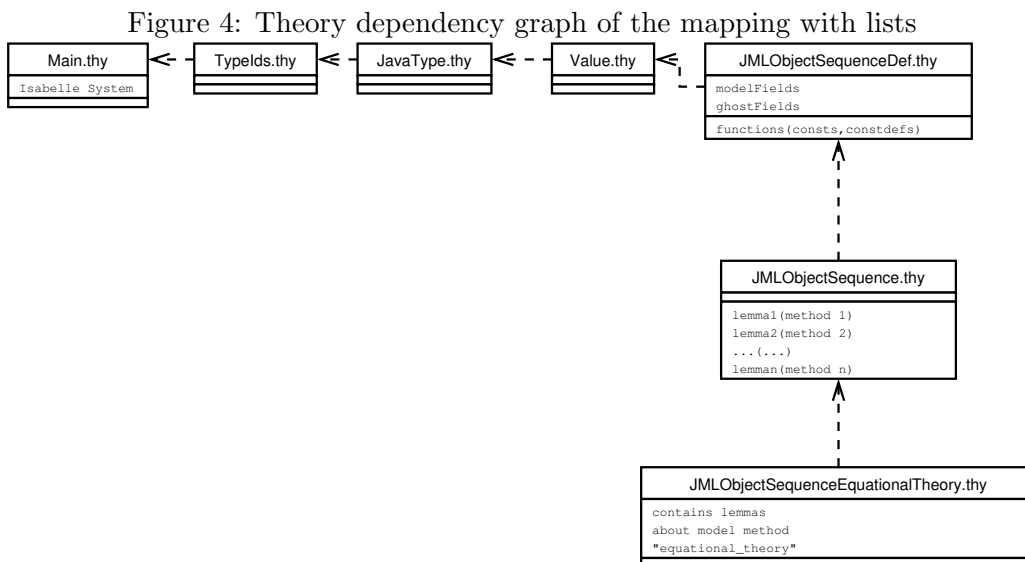 Figure 4: Theory dependency graph of the mapping with lists
Main.thy
Isabelle System
TypeIds.thy
JavaType.thy
Value.thy
JMLObjectSequenceDef.thy
modelFields
ghostFields
functions(consts,constdefs)
JMLObjectSequence.thy
lemma1(method 1)
lemma2(method 2)
...(...)
lemman(method n)
JMLObjectSequenceEquationalTheory.thy
contains lemmas
about model method
"equational_theory"